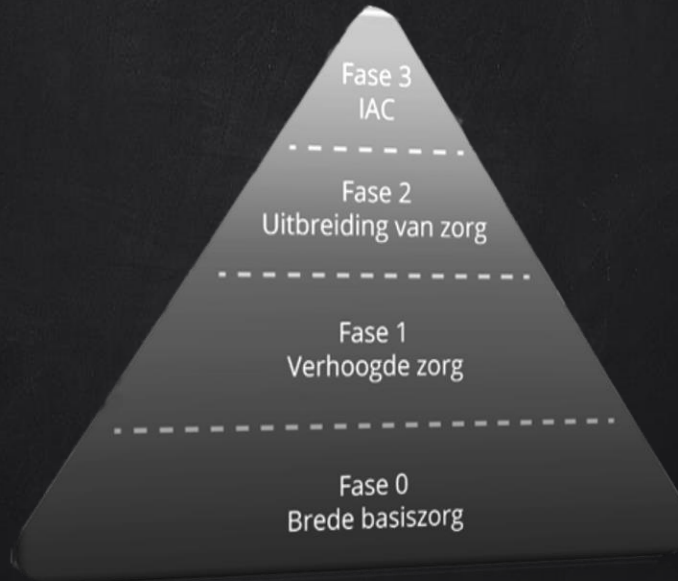 Fase 3
IAC
Fase 2
Uitbreiding van zorg
Fase 1
Verhoogde zorg
Fase 0
Brede basiszorg